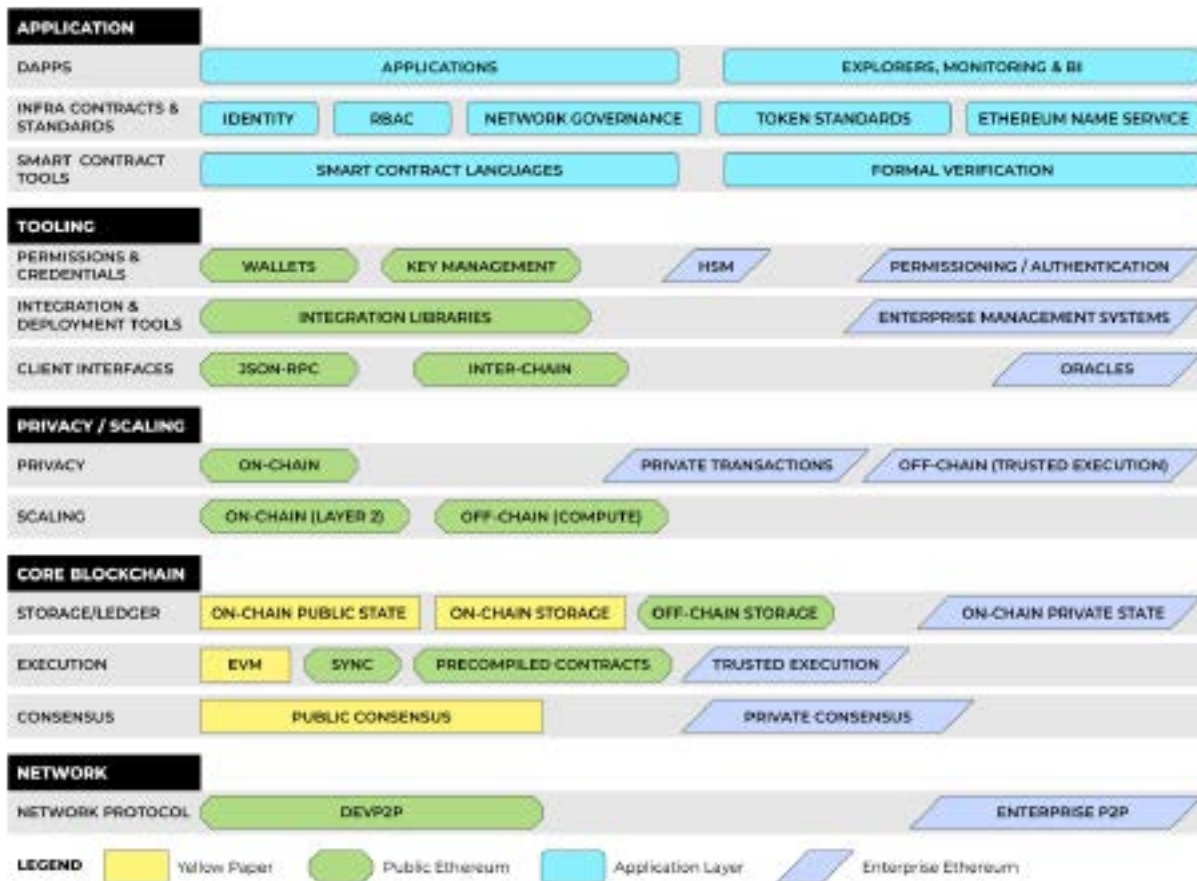 APPLICATION
DAPPS
APPLICATIONS
EXPLORERS, MONITORING & BI
INFRA CONTRACTS &
STANDARDS
IDENTITY
RBAC
NETWORK GOVERNANCE
TOKEN STANDARDS
ETHEREUM NAME SERVICE
SMART CONTRACT
TOOLS
SMART CONTRACT LANGUAGES
FORMAL VERIFICATION
TOOLING
PERMISSIONS &
CREDENTIALS
WALLETS
KEY MANAGEMENT
HSM
PERMISSIONING / AUTHENTICATION
INTEGRATION &
DEPLOYMENT TOOLS
INTEGRATION LIBRARIES
ENTERPRISE MANAGEMENT SYSTEMS
CLIENT INTERFACES
JSON-RPC
INTER-CHAIN
ORACLES
PRIVACY / SCALING
PRIVACY
ON-CHAIN
PRIVATE TRANSACTIONS
OFF-CHAIN (TRUSTED EXECUTION)
SCALING
ON-CHAIN (LAYER 2)
OFF-CHAIN (COMPUTE)
CORE BLOCKCHAIN
STORAGE/LEDGER
ON-CHAIN PUBLIC STATE
ON-CHAIN STORAGE
OFF-CHAIN STORAGE
ON-CHAIN PRIVATE STATE
EXECUTION
EVM
SYNC
PRECOMPILED CONTRACTS
TRUSTED EXECUTION
CONSENSUS
PUBLIC CONSENSUS
PRIVATE CONSENSUS
NETWORK
NETWORK PROTOCOL
DEVP2P
ENTERPRISE P2P
LEGEND
Yellow Paper
Public Ethereum
Application Layer
Enterprise Ethereum